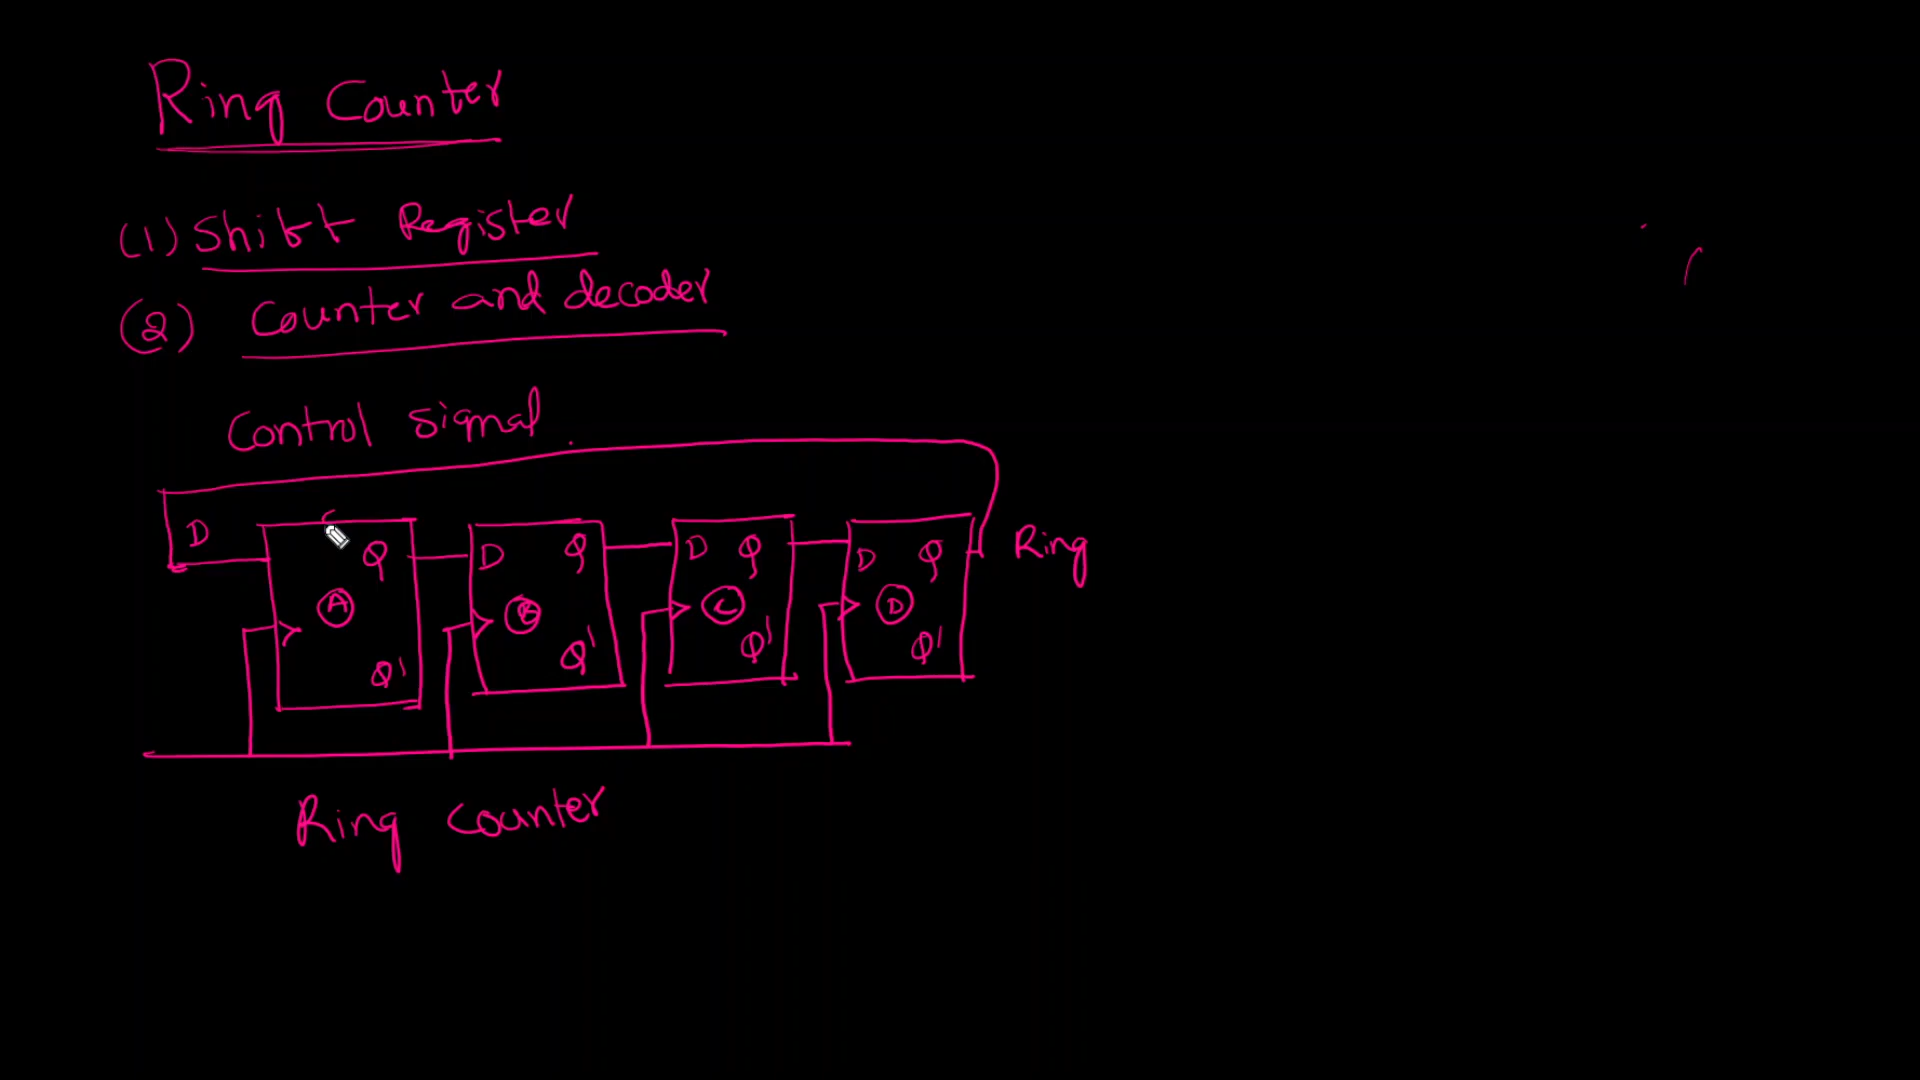 Ring Counter
(1) Shift Register
(2) Counter and decoder
Control signal
D Q D Q D Q D Q Ring
A B C D
Q' Q' Q' Q'
Ring counter